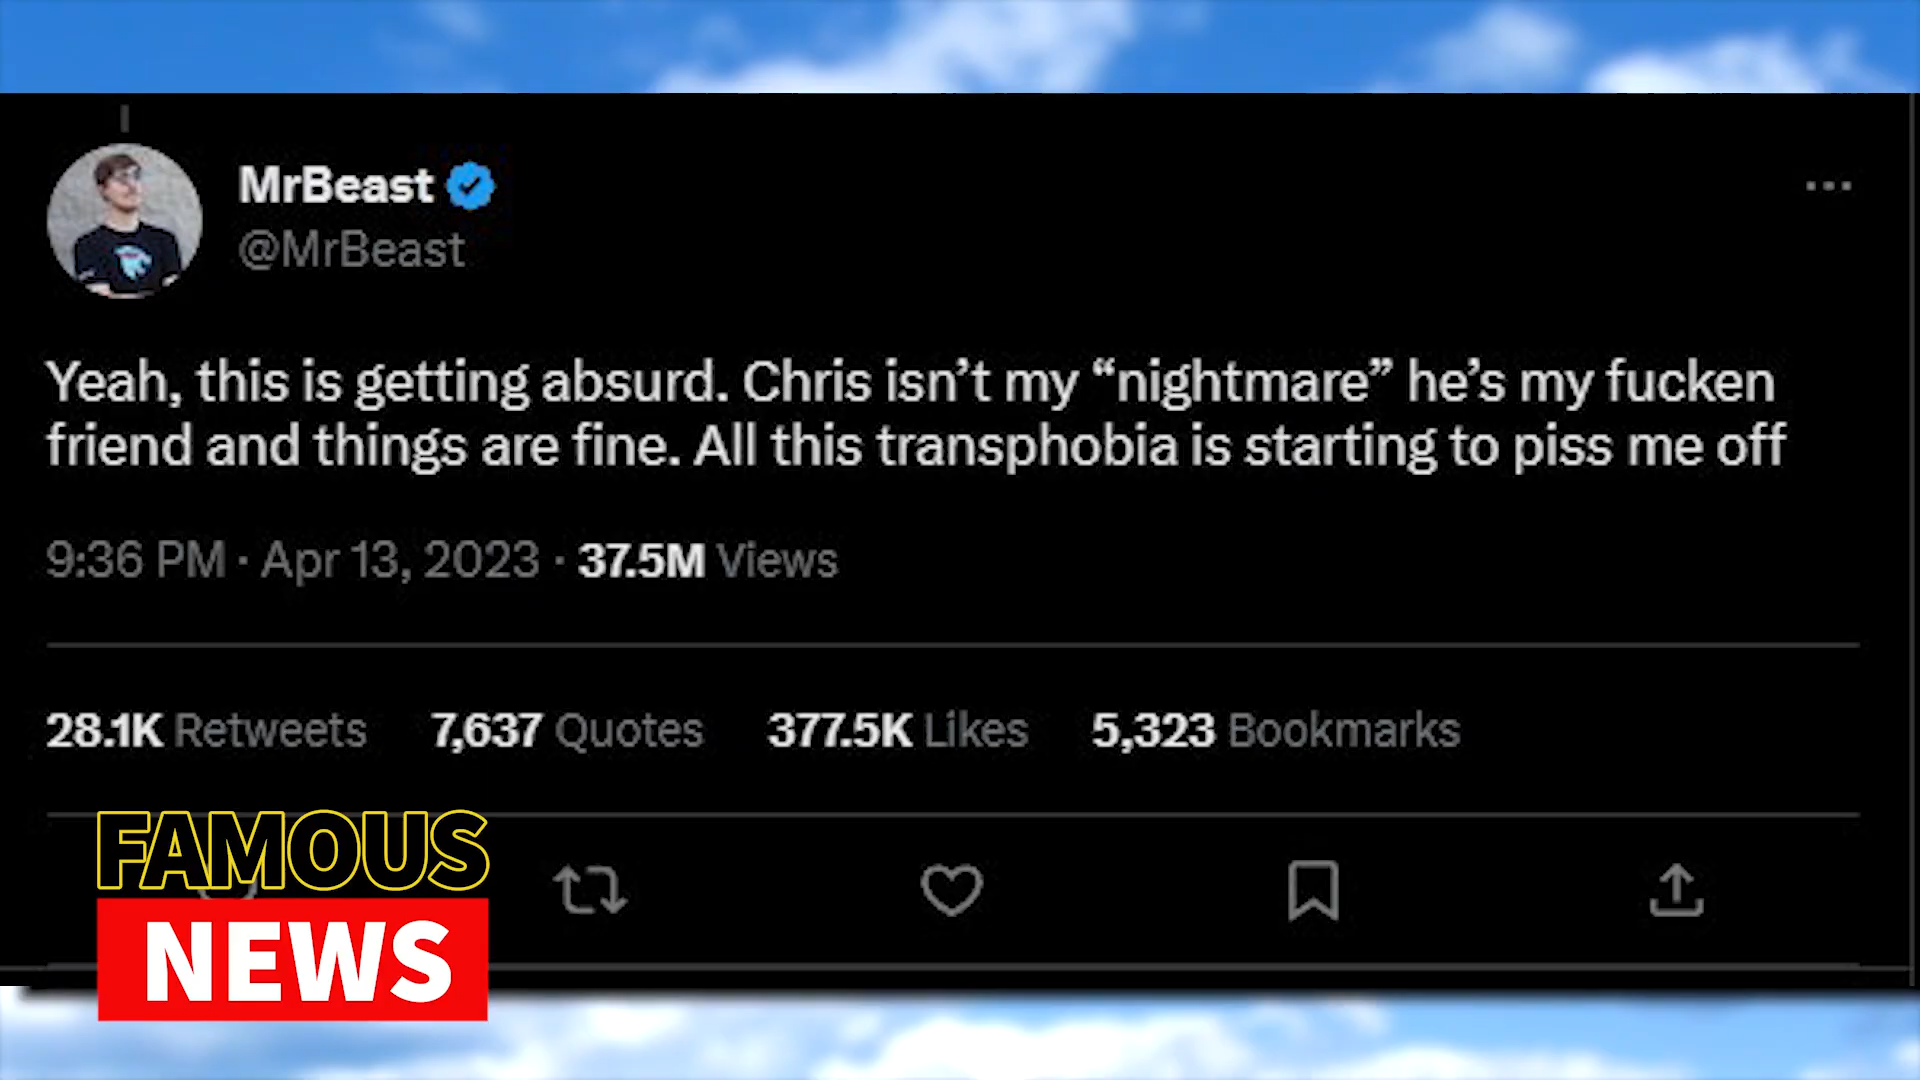 MrBeast
@MrBeast
Yeah, this is getting absurd. Chris isn’t my “nightmare” he’s my fucken
friend and things are fine. All this transphobia is starting to piss me off
9:36 PM · Apr 13, 2023 · 37.5M Views
28.1K Retweets 7,637 Quotes 377.5K Likes 5,323 Bookmarks
FAMOUS
NEWS